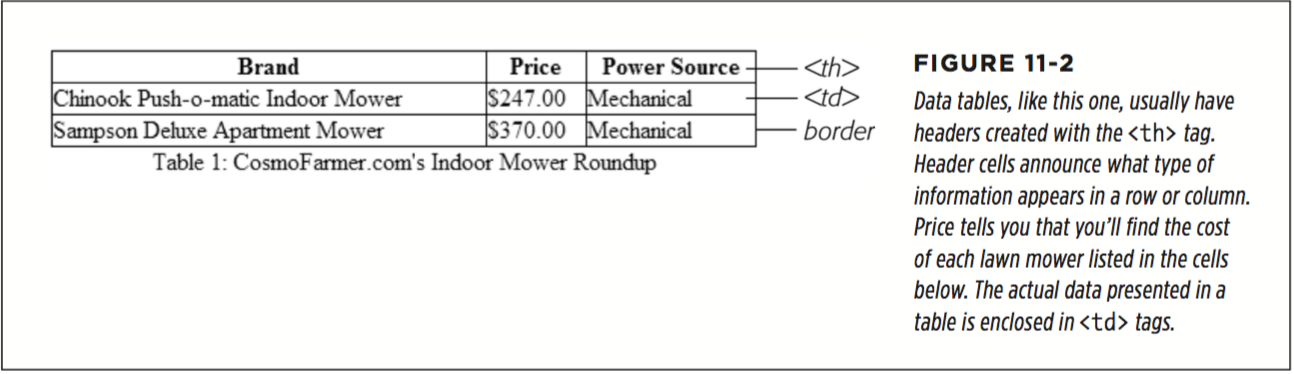 Brand Price Power Source <th>
Chinook Push-o-matic Indoor Mower $247.00 Mechanical <td>
Sampson Deluxe Apartment Mower $370.00 Mechanical border
Table 1: CosmoFarmer.com's Indoor Mower Roundup
FIGURE 11-2
Data tables, like this one, usually have
headers created with the <th> tag.
Header cells announce what type of
information appears in a row or column.
Price tells you that you’ll find the cost
of each lawn mower listed in the cells
below. The actual data presented in a
table is enclosed in <td> tags.